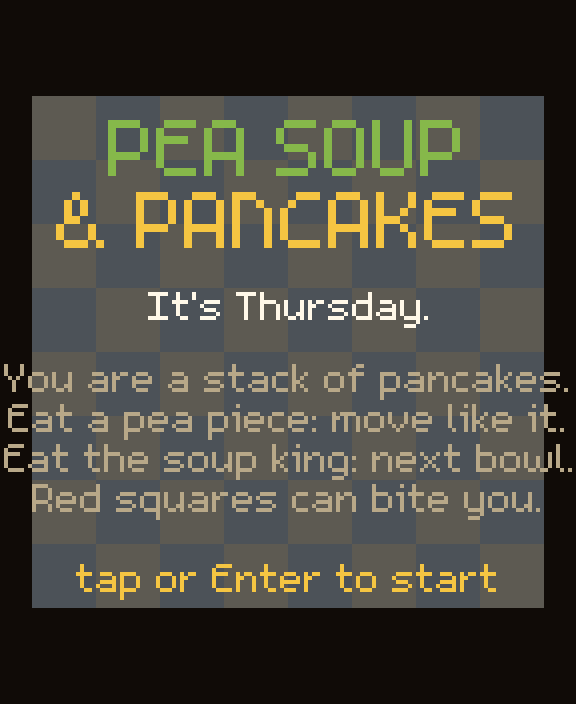 PEA SOUP
& PANCAKES
It's Thursday.
You are a stack of pancakes.
Eat a pea piece: move like it.
Eat the soup king: next bowl.
Red squares can bite you.
tap or Enter to start